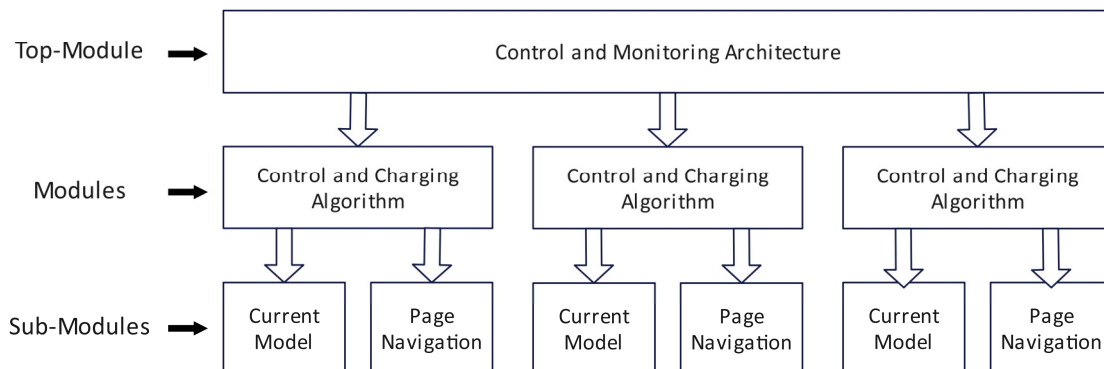 Top-Module
Control and Monitoring Architecture
Modules
Control and Charging
Algorithm
Control and Charging
Algorithm
Control and Charging
Algorithm
Sub-Modules
Current
Model
Page
Navigation
Current
Model
Page
Navigation
Current
Model
Page
Navigation